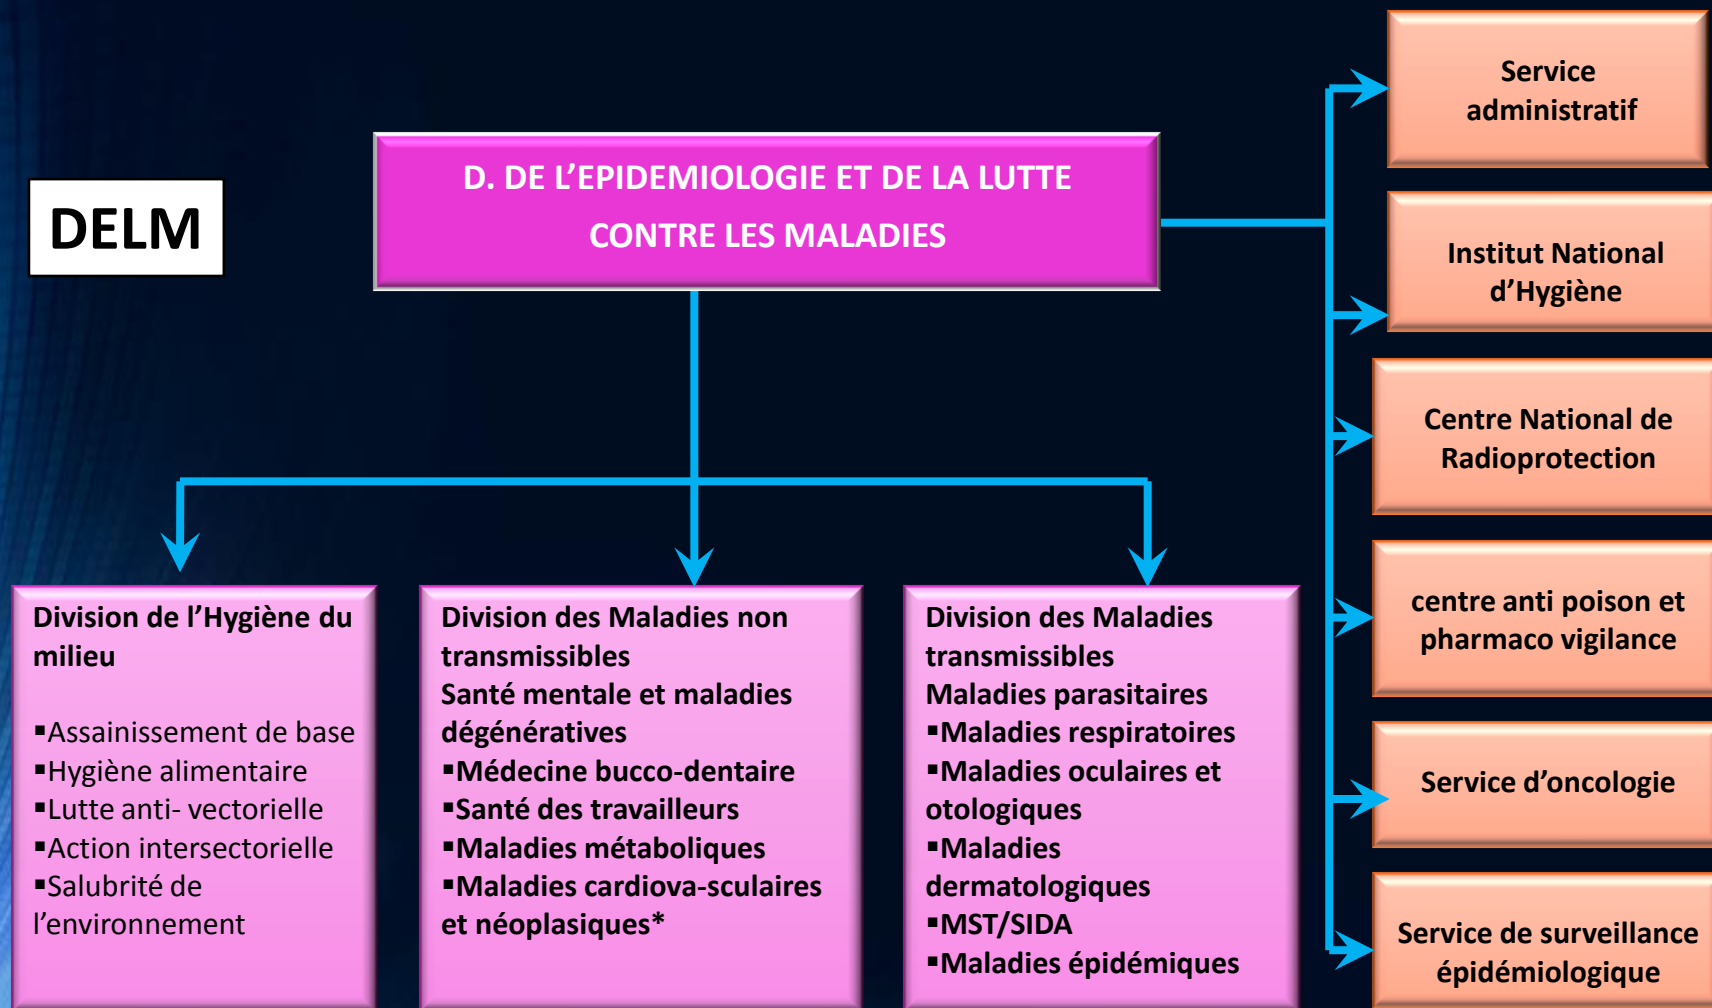 DELM
D. DE L’EPIDEMIOLOGIE ET DE LA LUTTE
CONTRE LES MALADIES
Division de l’Hygiène du
milieu
▪Assainissement de base
▪Hygiène alimentaire
▪Lutte anti- vectorielle
▪Action intersectorielle
▪Salubrité de
l’environnement
Division des Maladies non
transmissibles
Santé mentale et maladies
dégénératives
▪Médecine bucco-dentaire
▪Santé des travailleurs
▪Maladies métaboliques
▪Maladies cardiova-sculaires
et néoplasiques*
Division des Maladies
transmissibles
Maladies parasitaires
▪Maladies respiratoires
▪Maladies oculaires et
otologiques
▪Maladies
dermatologiques
▪MST/SIDA
▪Maladies épidémiques
Service
administratif
Institut National
d’Hygiène
Centre National de
Radioprotection
centre anti poison et
pharmaco vigilance
Service d’oncologie
Service de surveillance
épidémiologique